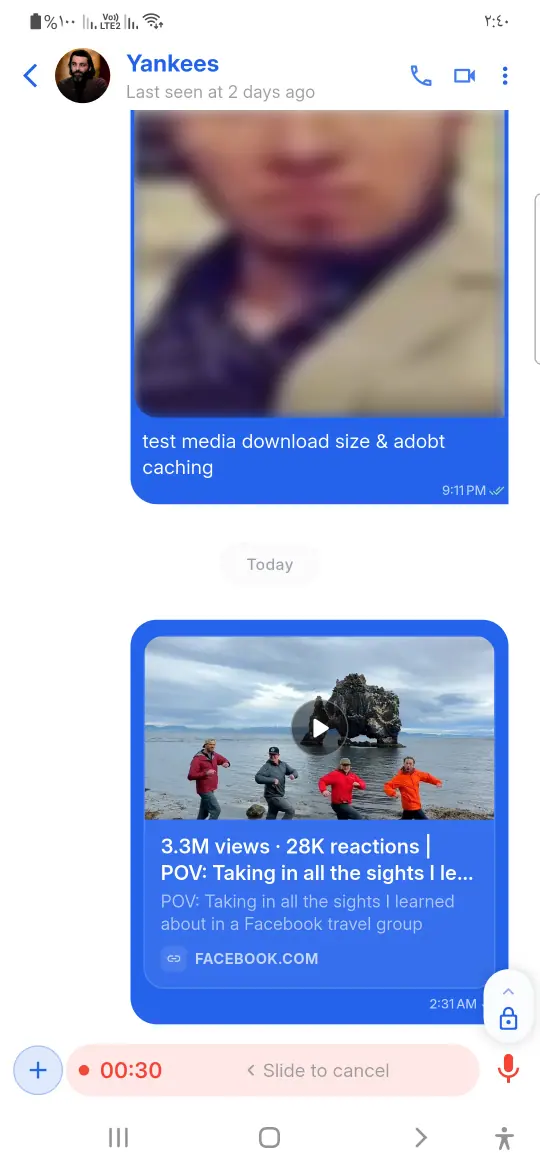 %١٠٠ Vo)) LTE2 ٢:٤٠
Yankees
Last seen at 2 days ago
test media download size & adobt
caching
9:11 PM
Today
3.3M views · 28K reactions |
POV: Taking in all the sights I le...
POV: Taking in all the sights I learned
about in a Facebook travel group
FACEBOOK.COM
2:31 AM
00:30 < Slide to cancel